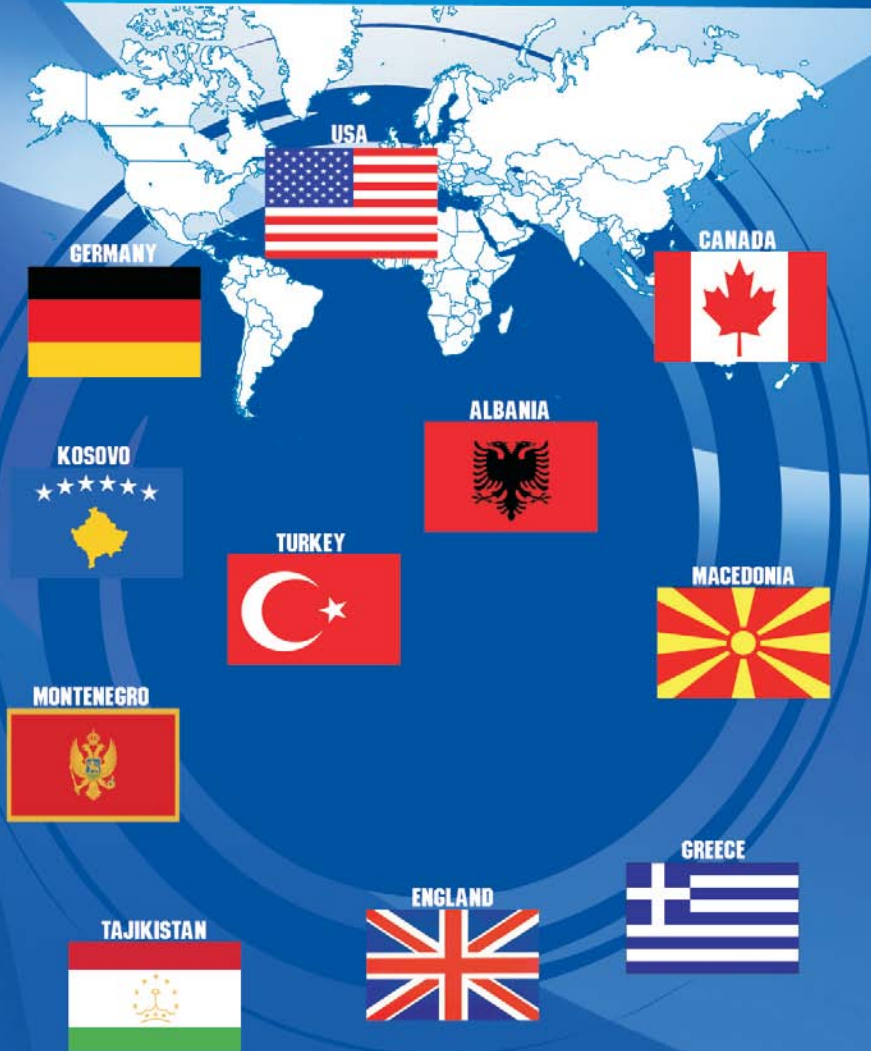 USA
GERMANY
CANADA
ALBANIA
KOSOVO
TURKEY
MACEDONIA
MONTENEGRO
GREECE
ENGLAND
TAJIKISTAN